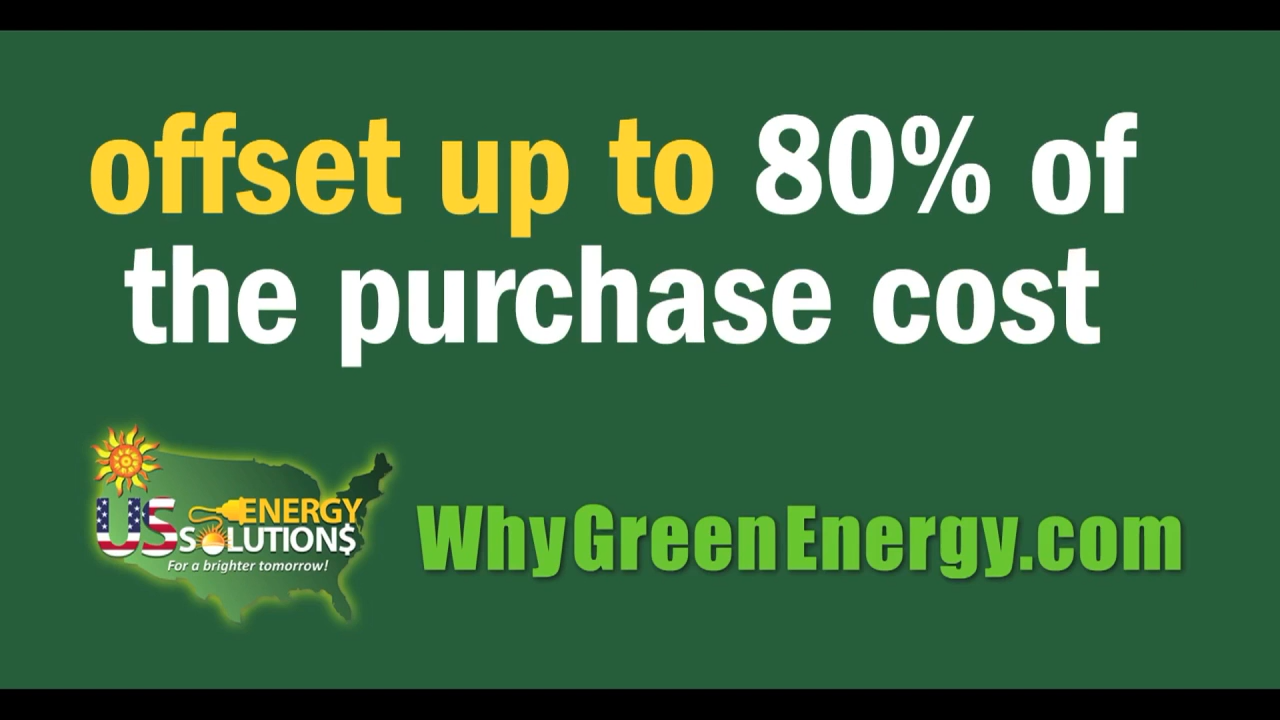 offset up to 80% of
the purchase cost
US ENERGY
SOLUTION$
For a brighter tomorrow!
WhyGreenEnergy.com